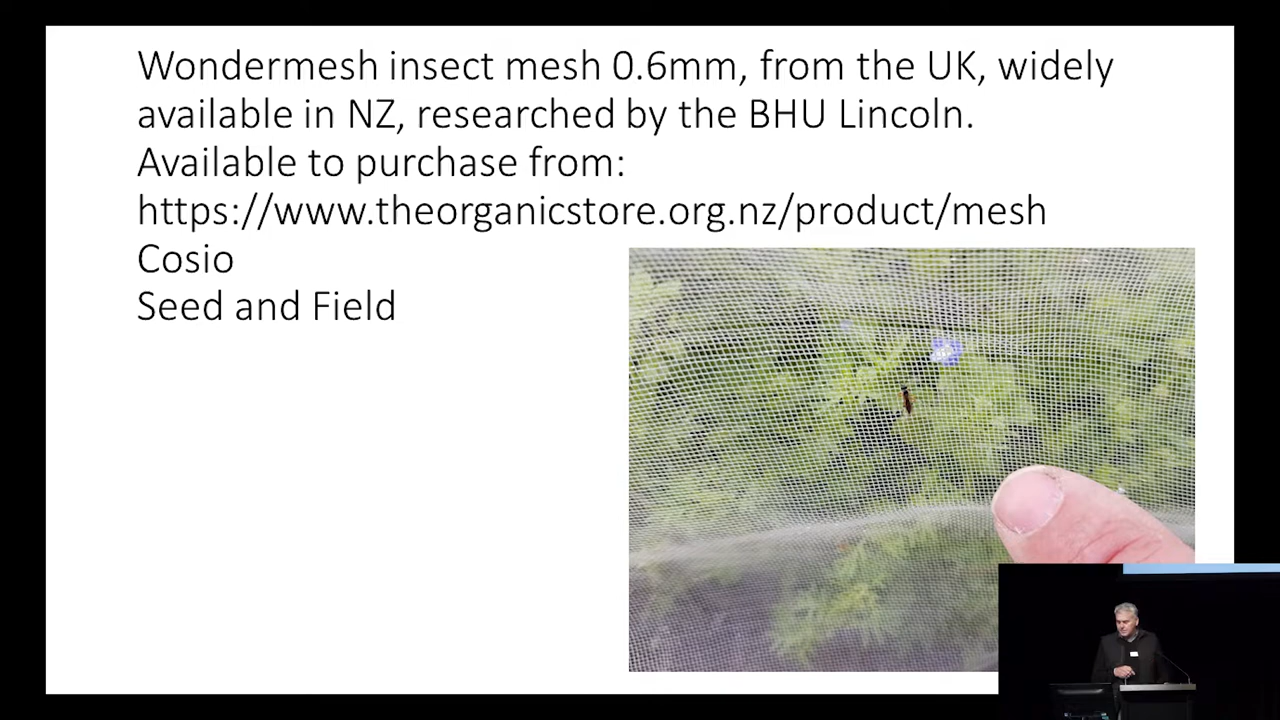 Wondermesh insect mesh 0.6mm, from the UK, widely
available in NZ, researched by the BHU Lincoln.
Available to purchase from:
https://www.theorganicstore.org.nz/product/mesh
Cosio
Seed and Field